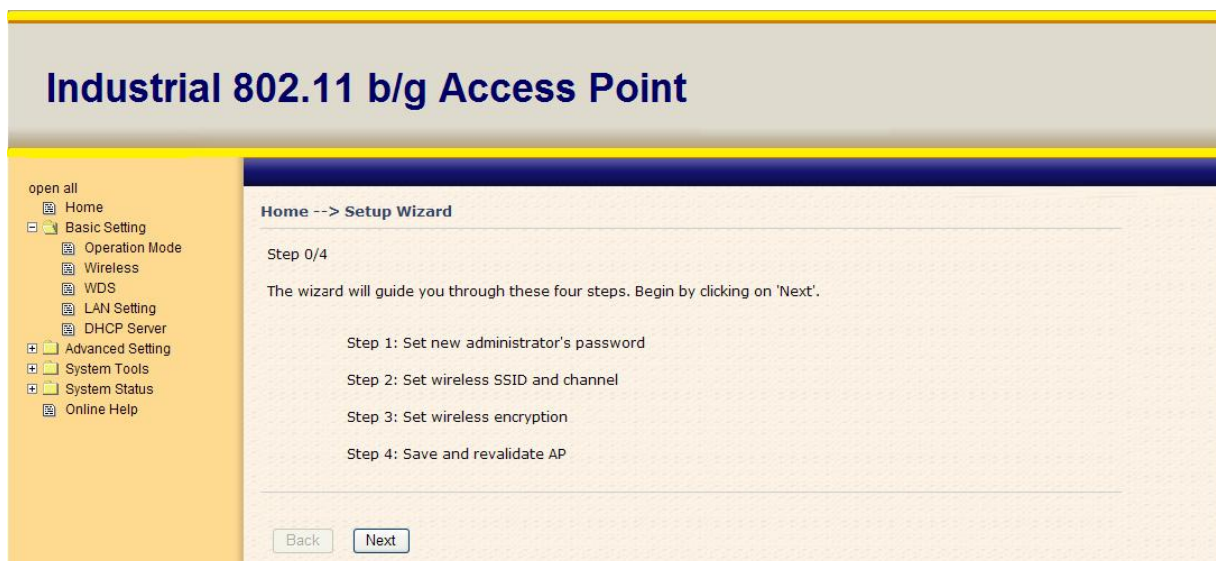 Industrial 802.11 b/g Access Point
open all
Home
Basic Setting
Operation Mode
Wireless
WDS
LAN Setting
DHCP Server
Advanced Setting
System Tools
System Status
Online Help
Home --> Setup Wizard
Step 0/4
The wizard will guide you through these four steps. Begin by clicking on 'Next'.
Step 1: Set new administrator's password
Step 2: Set wireless SSID and channel
Step 3: Set wireless encryption
Step 4: Save and revalidate AP
Back Next